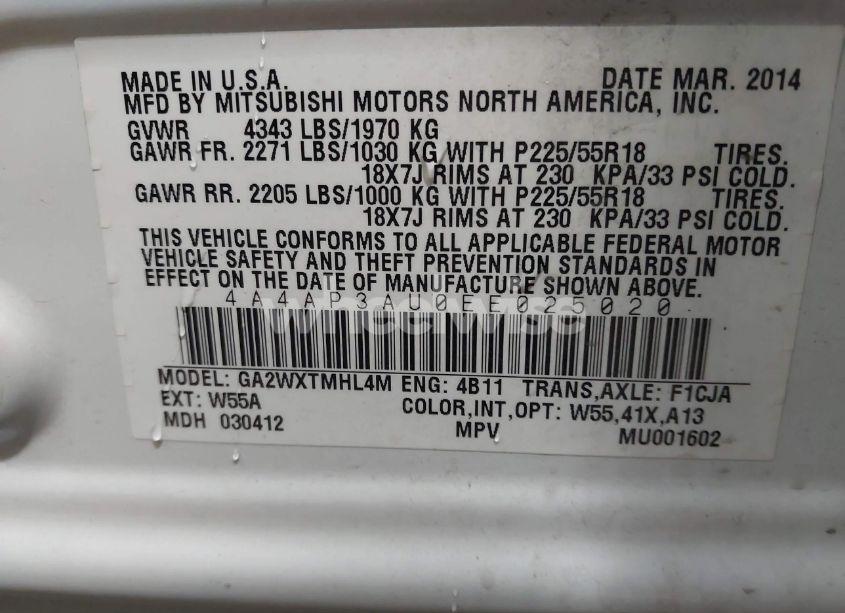 MADE IN U.S.A. DATE MAR. 2014
MFD BY MITSUBISHI MOTORS NORTH AMERICA, INC.
GVWR 4343 LBS/1970 KG
GAWR FR. 2271 LBS/1030 KG WITH P225/55R18 TIRES.
18X7J RIMS AT 230 KPA/33 PSI COLD.
GAWR RR. 2205 LBS/1000 KG WITH P225/55R18 TIRES.
18X7J RIMS AT 230 KPA/33 PSI COLD.
THIS VEHICLE CONFORMS TO ALL APPLICABLE FEDERAL MOTOR
VEHICLE SAFETY AND THEFT PREVENTION STANDARDS IN
EFFECT ON THE DATE OF MANUFACTURE SHOWN ABOVE.
4A4AP3AU0EE025020
wheelwise
MODEL: GA2WXTMHL4M ENG: 4B11 TRANS,AXLE: F1CJA
EXT: W55A COLOR,INT,OPT: W55,41X,A13
MDH 030412 MPV MU001602